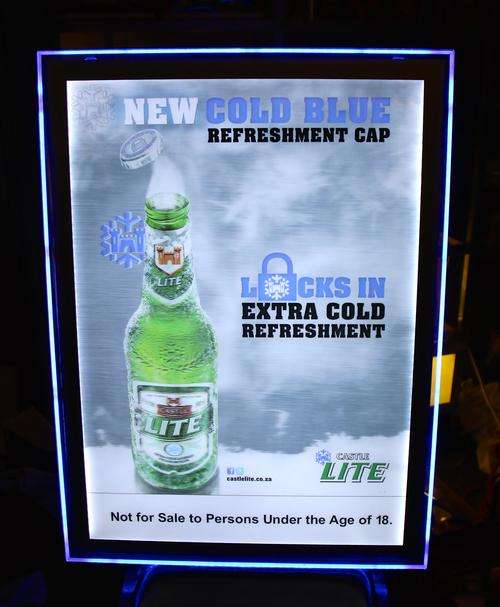 NEW COLD BLUE
REFRESHMENT CAP
LITE
LOCKS IN
EXTRA COLD
REFRESHMENT
CASTLE
LITE
castlelite.co.za
CASTLE
LITE
Not for Sale to Persons Under the Age of 18.